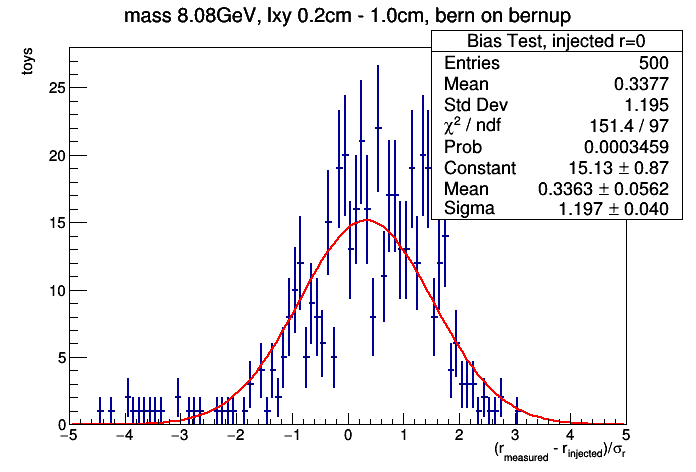 mass 8.08GeV, lxy 0.2cm - 1.0cm, bern on bernup
toys
Bias Test, injected r=0
Entries 500
Mean 0.3377
Std Dev 1.195
χ² / ndf 151.4 / 97
Prob 0.0003459
Constant 15.13 ± 0.87
Mean 0.3363 ± 0.0562
Sigma 1.197 ± 0.040
25
20
15
10
5
0
−5 −4 −3 −2 −1 0 1 2 3 4 5
(r_measured - r_injected)/σ_r